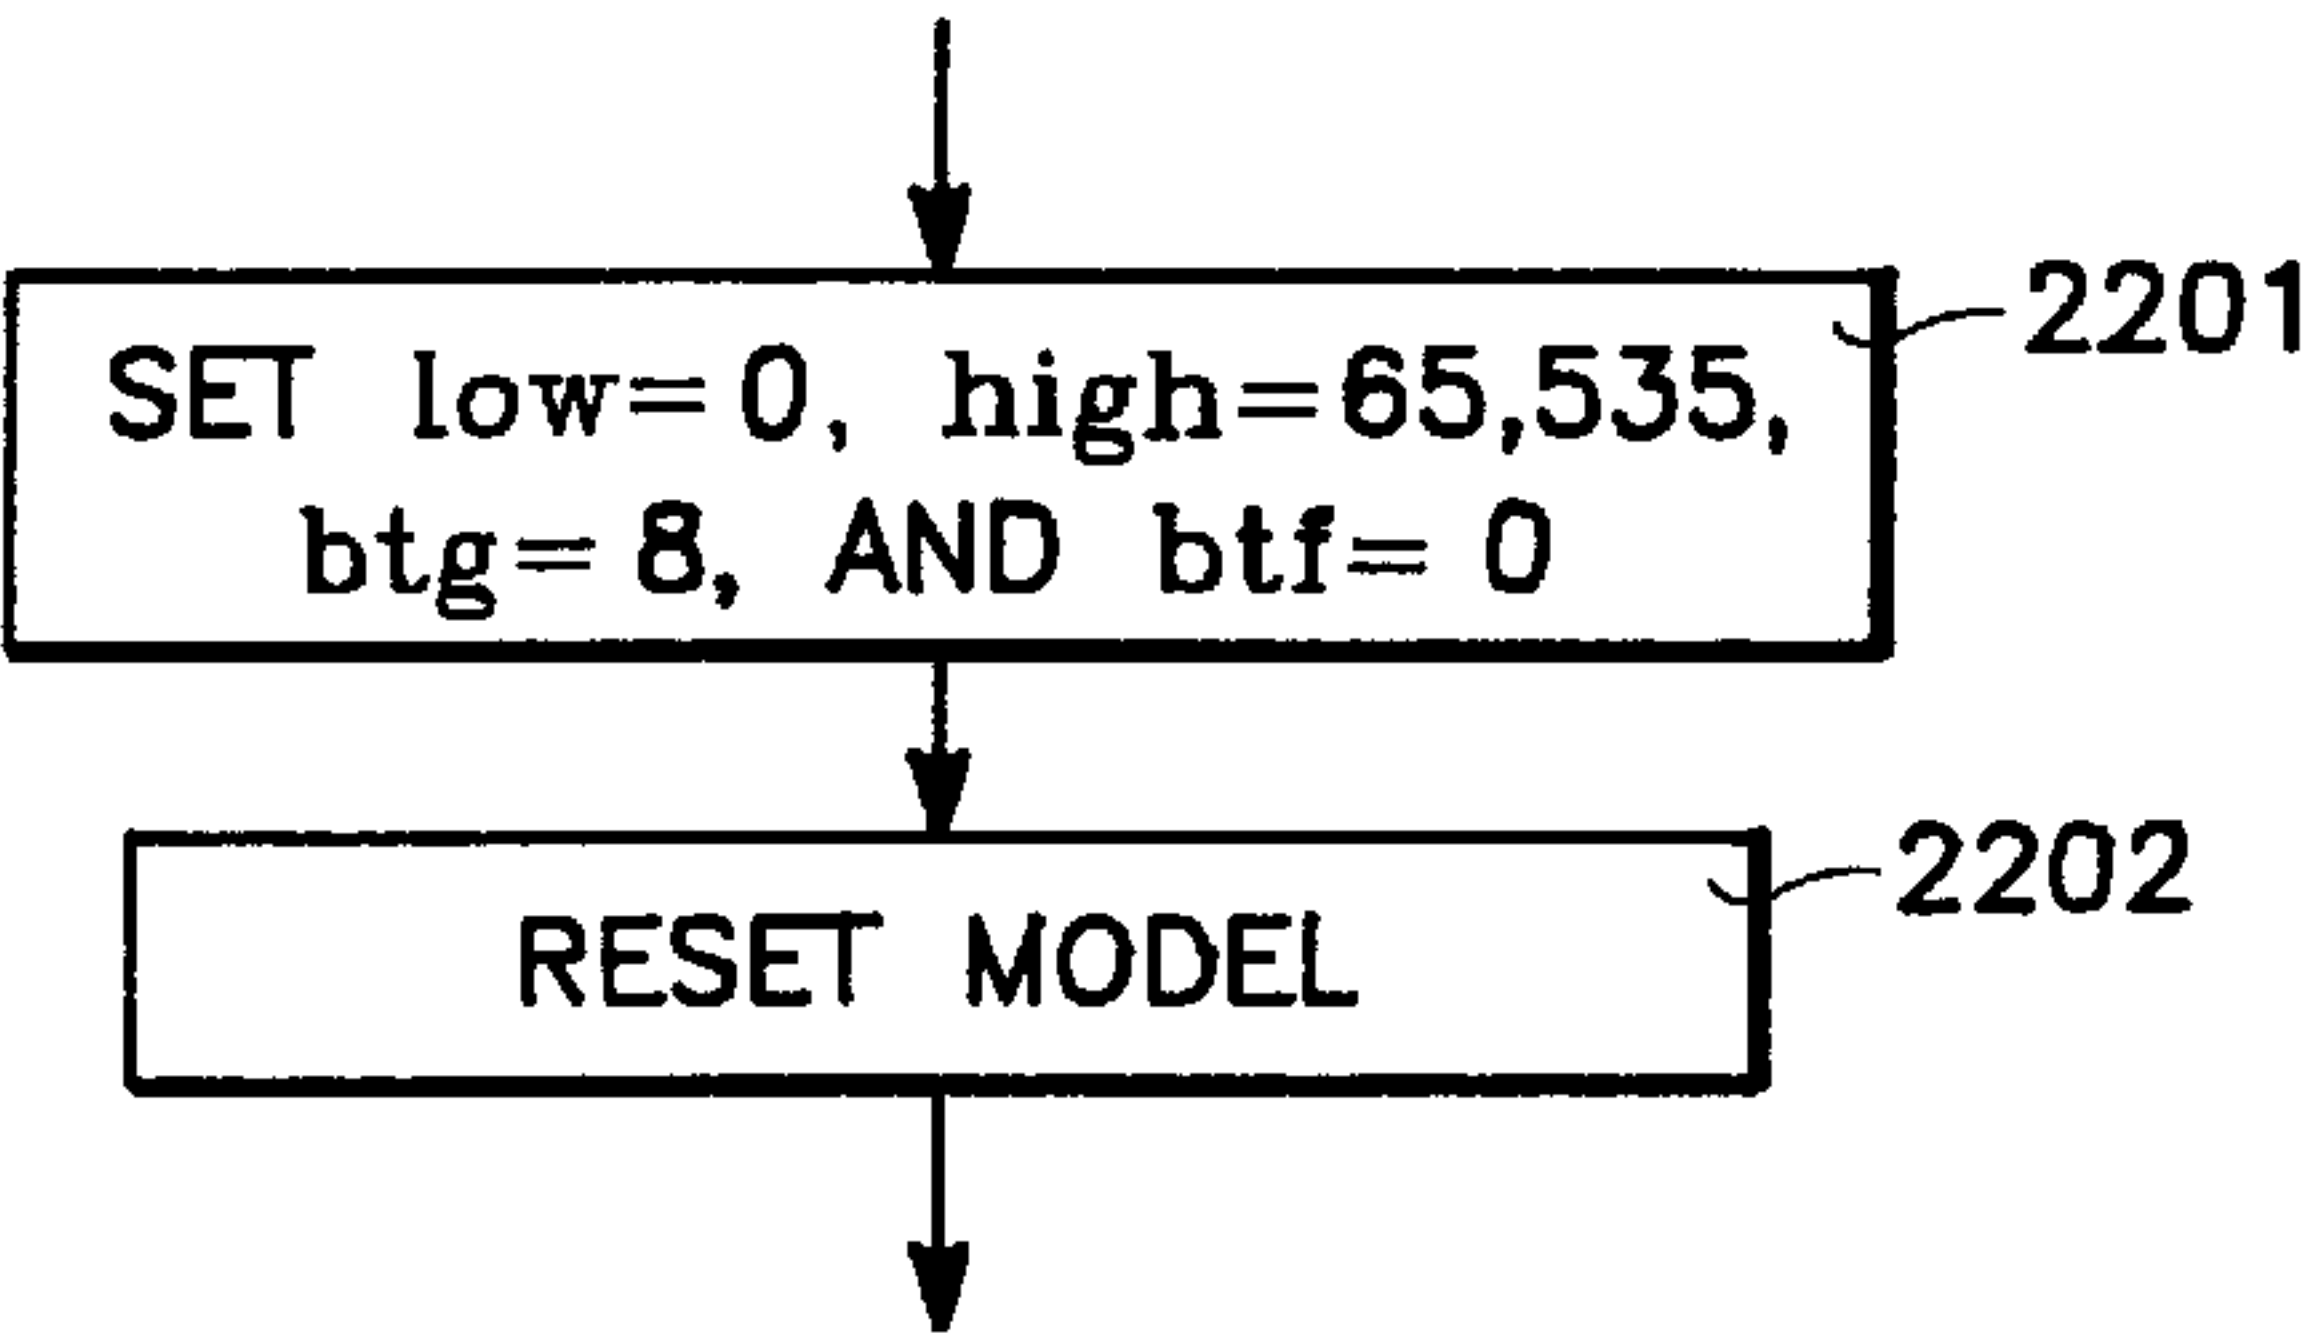 2201
SET low=0, high=65,535,
btg=8, AND btf=0
2202
RESET MODEL